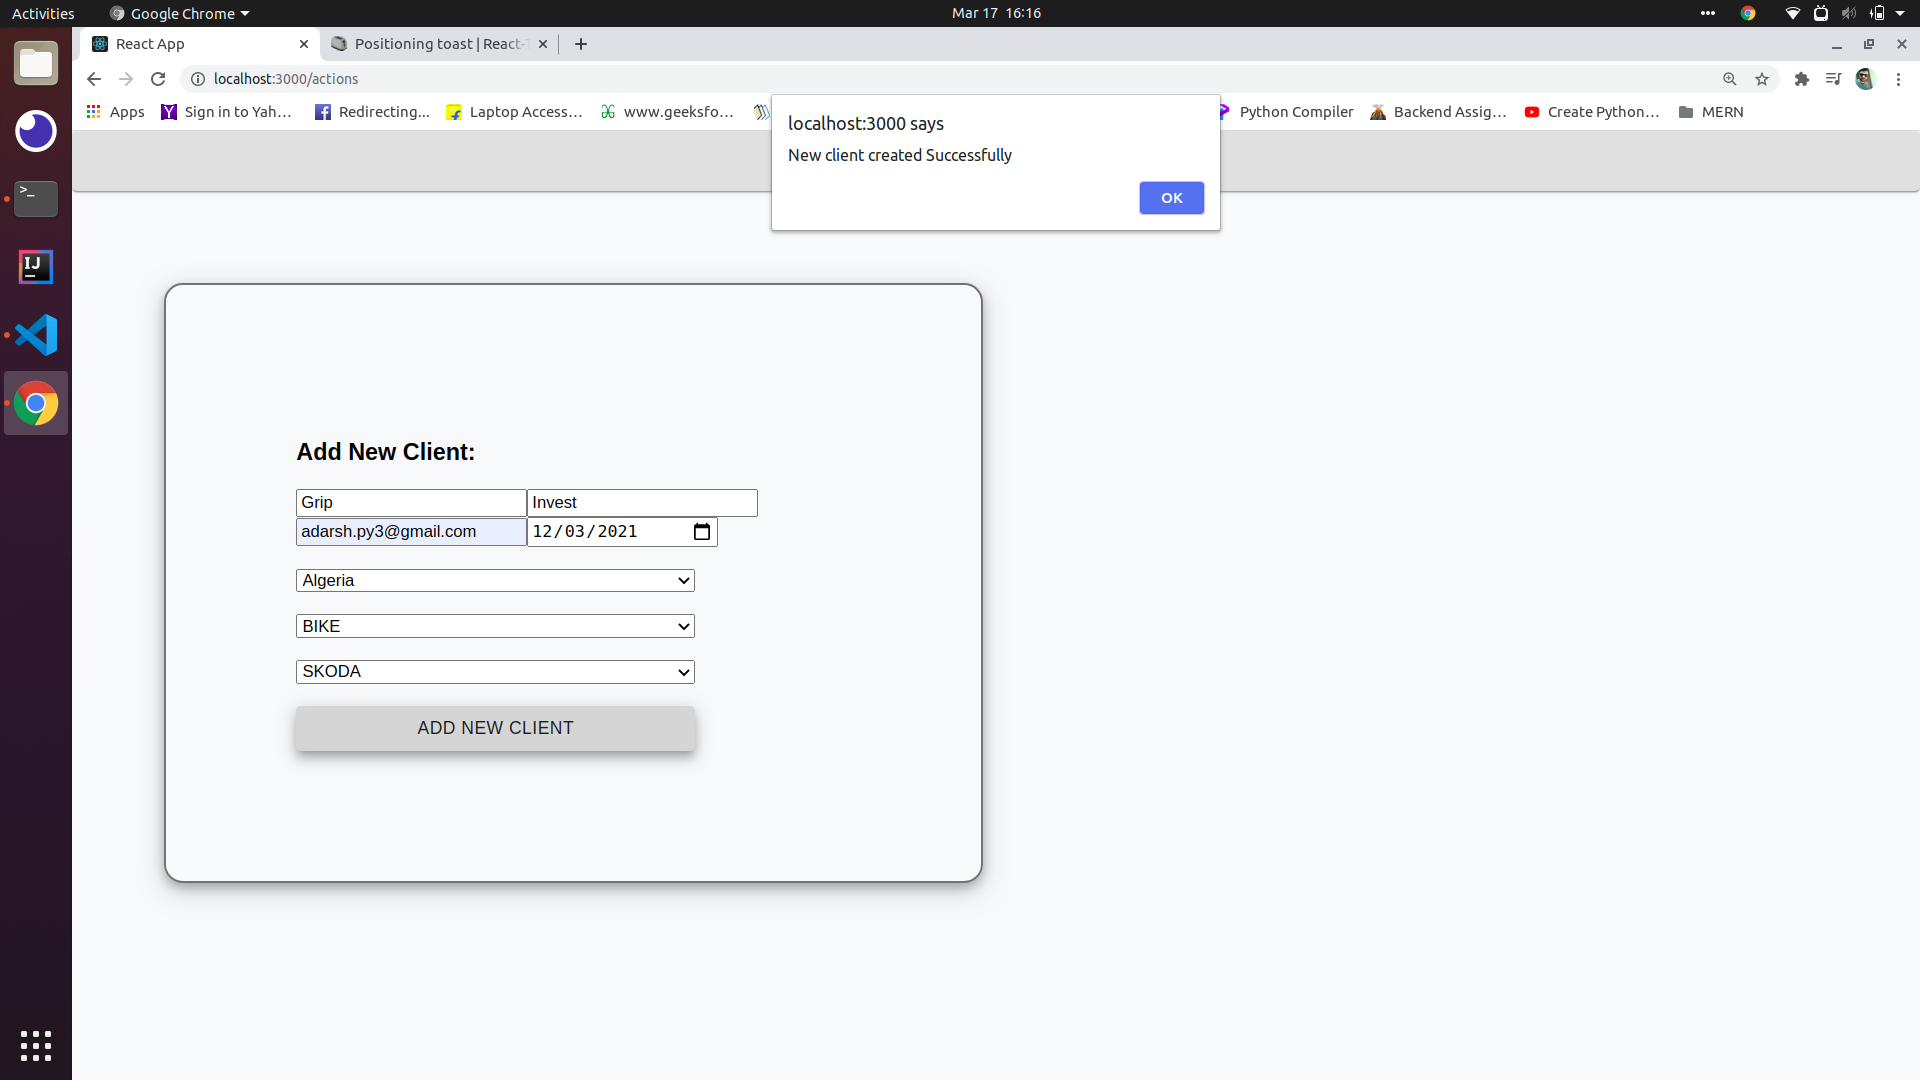 Activities
Google Chrome
Mar 17 16:16
React App
Positioning toast | React-
localhost:3000/actions
Apps
Sign in to Yah...
Redirecting...
Laptop Access...
www.geeksfo...
Python Compiler
Backend Assig...
Create Python...
MERN
localhost:3000 says
New client created Successfully
OK
Add New Client:
Grip
Invest
adarsh.py3@gmail.com
12/03/2021
Algeria
BIKE
SKODA
ADD NEW CLIENT